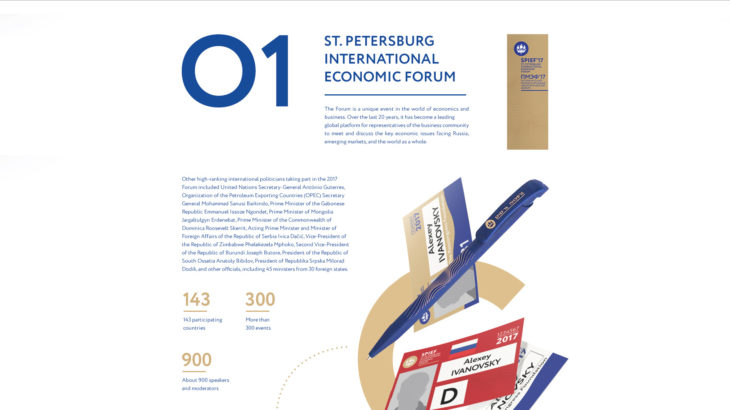 01
ST. PETERSBURG
INTERNATIONAL
ECONOMIC FORUM
SPIEF'17
ПМЭФ'17
The Forum is a unique event in the world of economics and
business. Over the last 20 years, it has become a leading
global platform for representatives of the business community
to meet and discuss the key economic issues facing Russia,
emerging markets, and the world as a whole.
Other high-ranking international politicians taking part in the 2017
Forum included United Nations Secretary-General António Guterres,
Organization of the Petroleum Exporting Countries (OPEC) Secretary
General Mohammad Sanusi Barkindo, Prime Minister of the Gabonese
Republic Emmanuel Issoze Ngondet, Prime Minister of Mongolia
Jargaltulgyn Erdenebat, Prime Minister of the Commonwealth of
Dominica Roosevelt Skerrit, Acting Prime Minister and Minister of
Foreign Affairs of the Republic of Serbia Ivica Dačić, Vice-President of
the Republic of Zimbabwe Phelekezela Mphoko, Second Vice-President
of the Republic of Burundi Joseph Butore, President of the Republic of
South Ossetia Anatoly Bibilov, President of Republika Srpska Milorad
Dodik, and other officials, including 45 ministers from 30 foreign states.
143
143 participating
countries
300
More than
300 events
900
About 900 speakers
and moderators
2017
Alexey
IVANOVSKY
SPIEF
2017
Alexey
IVANOVSKY
D